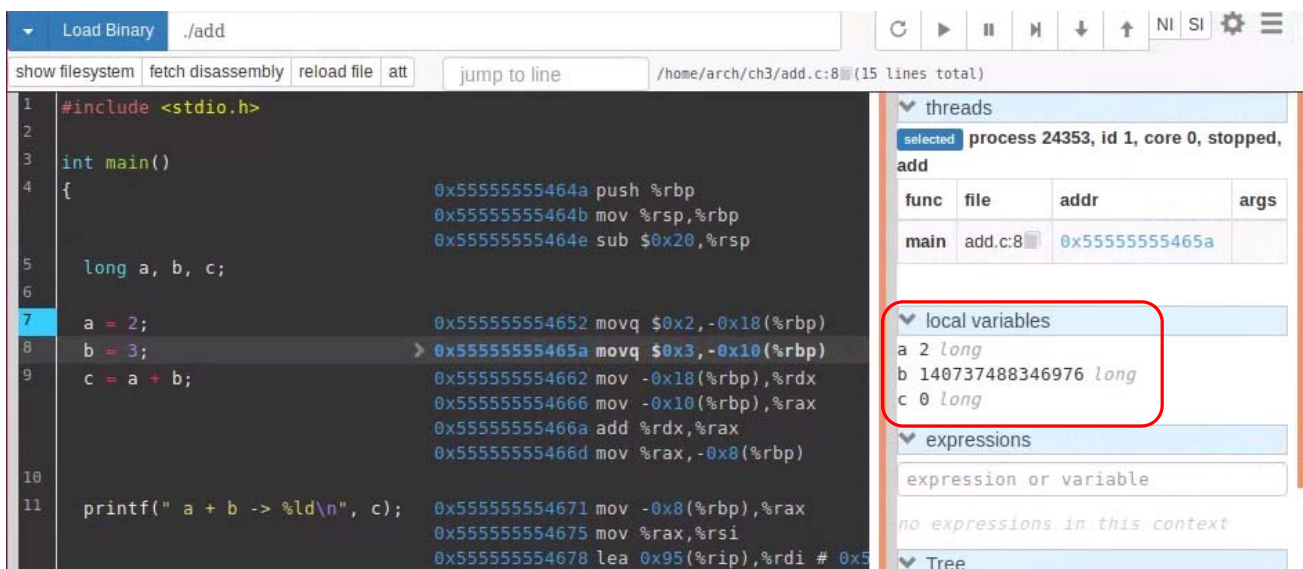 Load Binary ./add NI SI
show filesystem fetch disassembly reload file att jump to line /home/arch/ch3/add.c:8 (15 lines total)
1 #include <stdio.h>
2
3 int main()
4 { 0x55555555464a push %rbp
0x55555555464b mov %rsp,%rbp
0x55555555464e sub $0x20,%rsp
5 long a, b, c;
6
7 a = 2; 0x555555554652 movq $0x2,-0x18(%rbp)
8 b = 3; > 0x55555555465a movq $0x3,-0x10(%rbp)
9 c = a + b; 0x555555554662 mov -0x18(%rbp),%rdx
0x555555554666 mov -0x10(%rbp),%rax
0x55555555466a add %rdx,%rax
0x55555555466d mov %rax,-0x8(%rbp)
10
11 printf(" a + b -> %ld\n", c); 0x555555554671 mov -0x8(%rbp),%rax
0x555555554675 mov %rax,%rsi
0x555555554678 lea 0x95(%rip),%rdi # 0x5
threads
selected process 24353, id 1, core 0, stopped,
add
func file addr args
main add.c:8 0x55555555465a
local variables
a 2 long
b 140737488346976 long
c 0 long
expressions
expression or variable
no expressions in this context
Tree